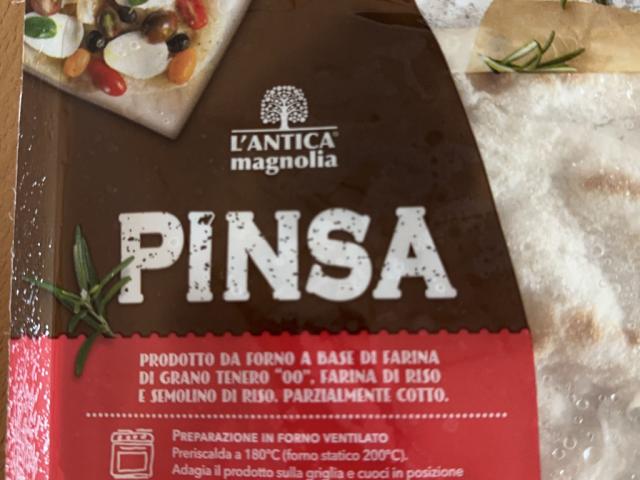 L'ANTICA®
magnolia
PINSA
PRODOTTO DA FORNO A BASE DI FARINA
DI GRANO TENERO "00", FARINA DI RISO
E SEMOLINO DI RISO. PARZIALMENTE COTTO.
PREPARAZIONE IN FORNO VENTILATO
Preriscalda a 180°C (forno statico 200°C).
Adagia il prodotto sulla griglia e cuoci in posizione